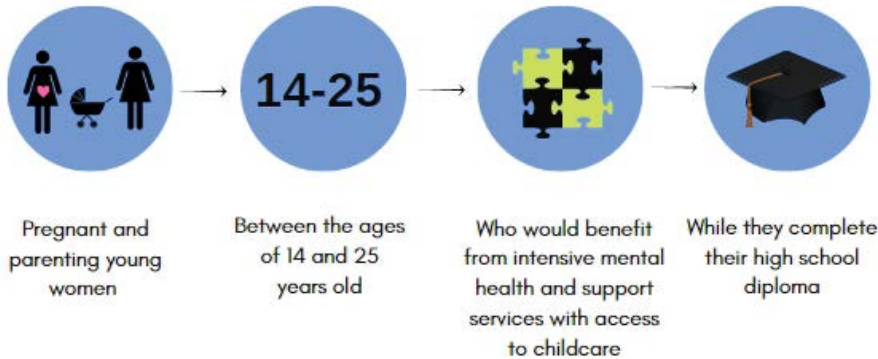 14-25
Pregnant and
parenting young
women
Between the ages
of 14 and 25
years old
Who would benefit
from intensive mental
health and support
services with access
to childcare
While they complete
their high school
diploma